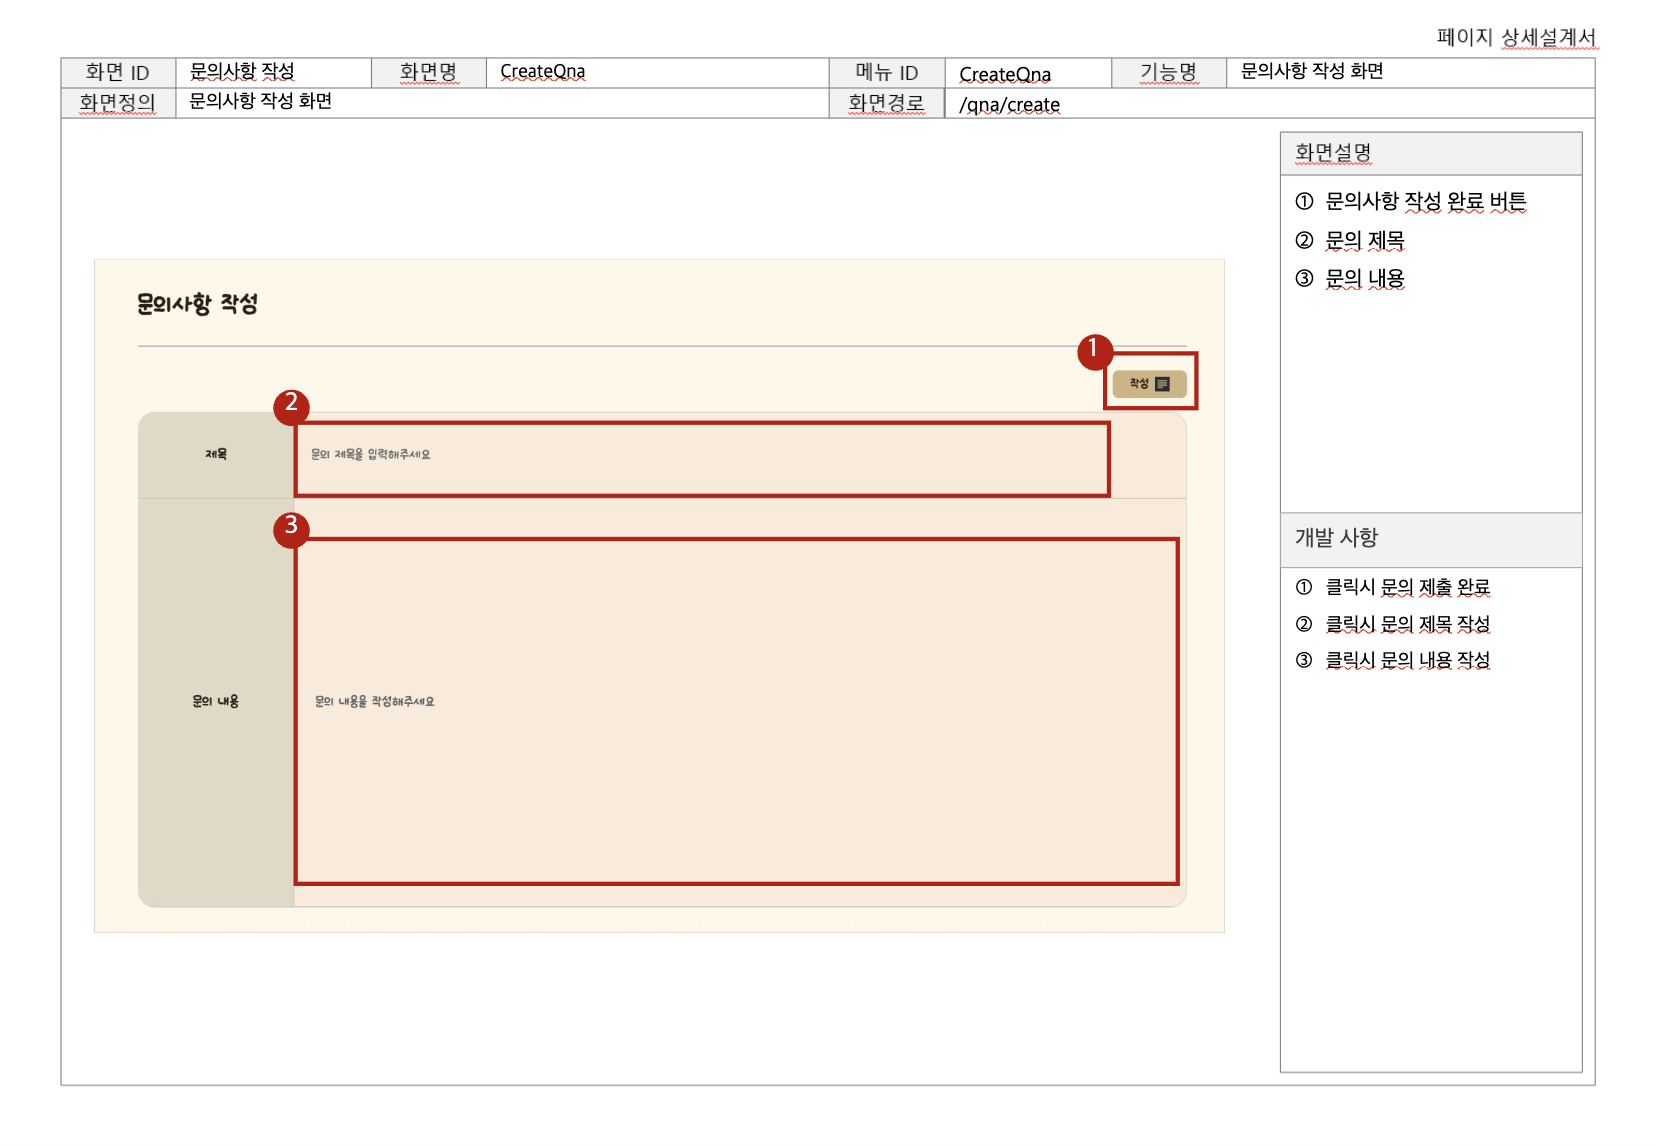 페이지 상세설계서
화면 ID 문의사항 작성 화면명 CreateQna 메뉴 ID CreateQna 기능명 문의사항 작성 화면
화면정의 문의사항 작성 화면 화면경로 /qna/create
문의사항 작성
1
작성
2
제목 문의 제목을 입력해주세요
3
문의 내용 문의 내용을 작성해주세요
화면설명
① 문의사항 작성 완료 버튼
② 문의 제목
③ 문의 내용
개발 사항
① 클릭시 문의 제출 완료
② 클릭시 문의 제목 작성
③ 클릭시 문의 내용 작성